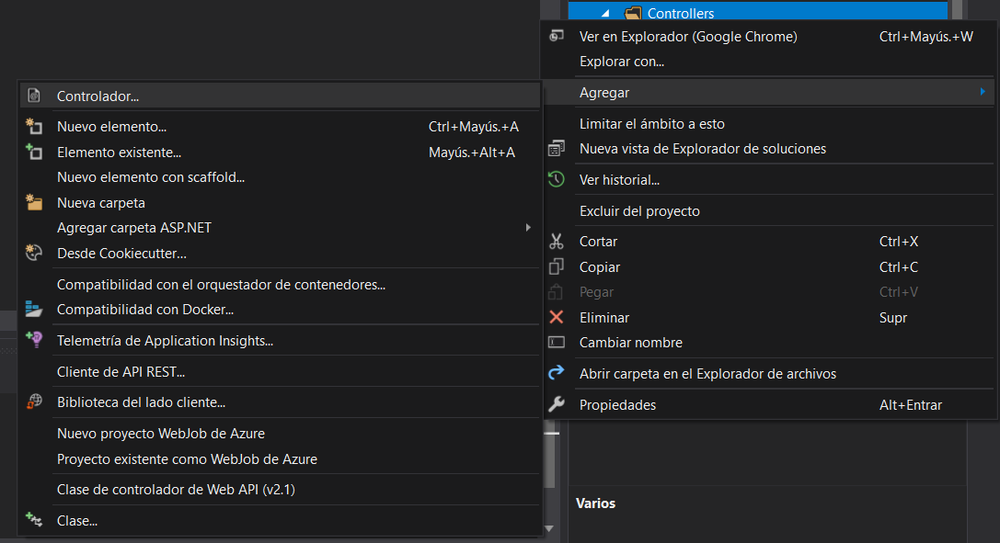 Controllers
Ver en Explorador (Google Chrome) Ctrl+Mayús.+W
Explorar con...
Agregar
Limitar el ámbito a esto
Nueva vista de Explorador de soluciones
Ver historial...
Excluir del proyecto
Cortar Ctrl+X
Copiar Ctrl+C
Pegar Ctrl+V
Eliminar Supr
Cambiar nombre
Abrir carpeta en el Explorador de archivos
Propiedades Alt+Entrar
Controlador...
Nuevo elemento... Ctrl+Mayús.+A
Elemento existente... Mayús.+Alt+A
Nuevo elemento con scaffold...
Nueva carpeta
Agregar carpeta ASP.NET
Desde Cookiecutter...
Compatibilidad con el orquestador de contenedores...
Compatibilidad con Docker...
Telemetría de Application Insights...
Cliente de API REST...
Biblioteca del lado cliente...
Nuevo proyecto WebJob de Azure
Proyecto existente como WebJob de Azure
Clase de controlador de Web API (v2.1)
Clase...
Varios